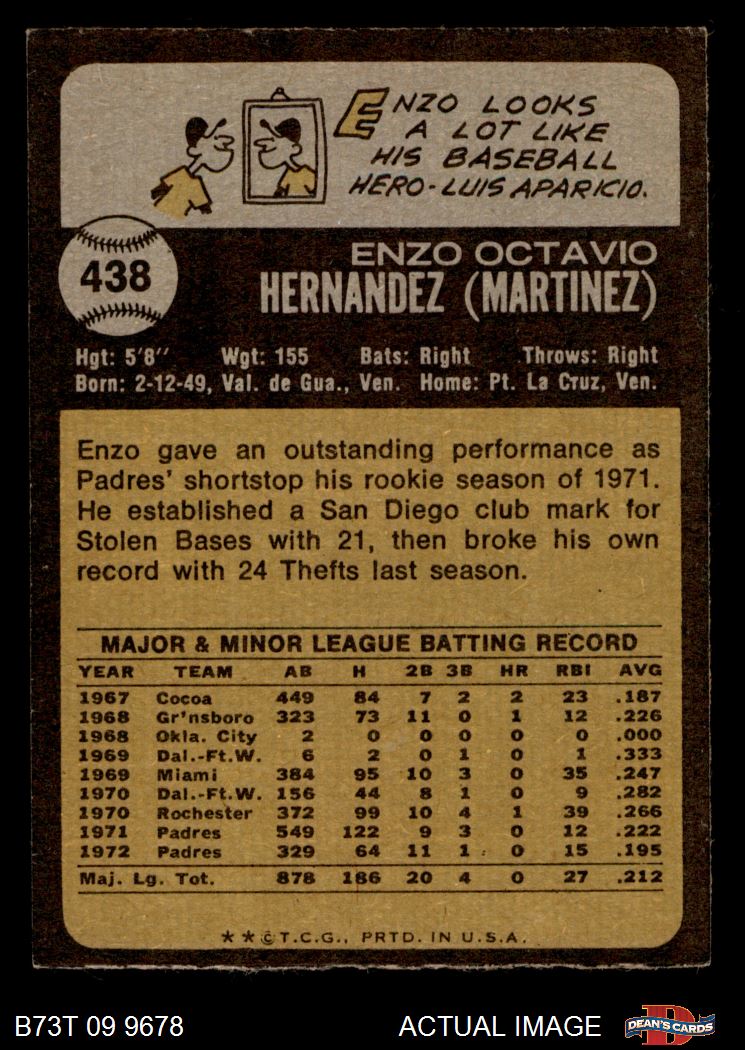 ENZO LOOKS
A LOT LIKE
HIS BASEBALL
HERO-LUIS APARICIO.
438
ENZO OCTAVIO
HERNANDEZ (MARTINEZ)
Hgt: 5'8" Wgt: 155 Bats: Right Throws: Right
Born: 2-12-49, Val. de Gua., Ven. Home: Pt. La Cruz, Ven.
Enzo gave an outstanding performance as
Padres' shortstop his rookie season of 1971.
He established a San Diego club mark for
Stolen Bases with 21, then broke his own
record with 24 Thefts last season.
MAJOR & MINOR LEAGUE BATTING RECORD
YEAR TEAM AB H 2B 3B HR RBI AVG
1967 Cocoa 449 84 7 2 2 23 .187
1968 Gr'nsboro 323 73 11 0 1 12 .226
1968 Okla. City 2 0 0 0 0 0 .000
1969 Dal.-Ft.W. 6 2 0 1 0 1 .333
1969 Miami 384 95 10 3 0 35 .247
1970 Dal.-Ft.W. 156 44 8 1 0 9 .282
1970 Rochester 372 99 10 4 1 39 .266
1971 Padres 549 122 9 3 0 12 .222
1972 Padres 329 64 11 1 0 15 .195
Maj. Lg. Tot. 878 186 20 4 0 27 .212
**©T.C.G., PRTD. IN U.S.A.
B73T 09 9678 ACTUAL IMAGE
D
DEAN'S CARDS